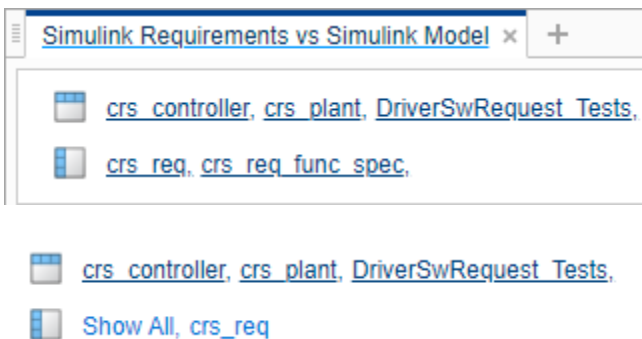 Simulink Requirements vs Simulink Model × +
crs_controller, crs_plant, DriverSwRequest_Tests,
crs_req, crs_req_func_spec,
crs_controller, crs_plant, DriverSwRequest_Tests,
Show All, crs_req